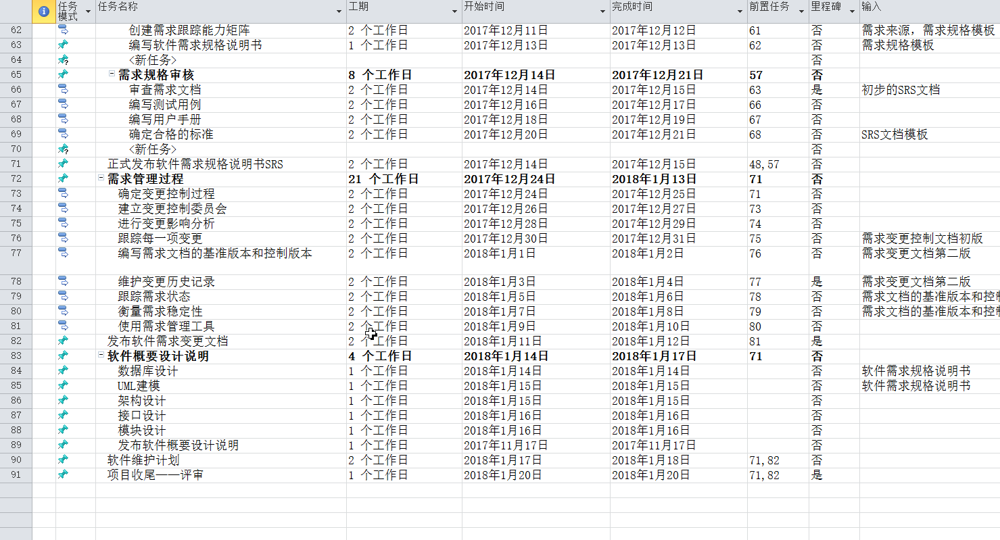 任务模式 任务名称 工期 开始时间 完成时间 前置任务 里程碑 输入
62 创建需求跟踪能力矩阵 2 个工作日 2017年12月11日 2017年12月12日 61 否 需求来源，需求规格模板
63 编写软件需求规格说明书 1 个工作日 2017年12月13日 2017年12月13日 62 否 需求规格模板
64 <新任务> 否
65 需求规格审核 8 个工作日 2017年12月14日 2017年12月21日 57 否
66 审查需求文档 2 个工作日 2017年12月14日 2017年12月15日 63 是 初步的SRS文档
67 编写测试用例 2 个工作日 2017年12月16日 2017年12月17日 66 否
68 编写用户手册 2 个工作日 2017年12月18日 2017年12月19日 67 否
69 确定合格的标准 2 个工作日 2017年12月20日 2017年12月21日 68 否 SRS文档模板
70 <新任务> 否
71 正式发布软件需求规格说明书SRS 2 个工作日 2017年12月14日 2017年12月15日 48,57 否
72 需求管理过程 21 个工作日 2017年12月24日 2018年1月13日 71 否
73 确定变更控制过程 2 个工作日 2017年12月24日 2017年12月25日 71 否
74 建立变更控制委员会 2 个工作日 2017年12月26日 2017年12月27日 73 否
75 进行变更影响分析 2 个工作日 2017年12月28日 2017年12月29日 74 否
76 跟踪每一项变更 2 个工作日 2017年12月30日 2017年12月31日 75 否 需求变更控制文档初版
77 编写需求文档的基准版本和控制版本 2 个工作日 2018年1月1日 2018年1月2日 76 否 需求变更文档第二版
78 维护变更历史记录 2 个工作日 2018年1月3日 2018年1月4日 77 是 需求变更文档第二版
79 跟踪需求状态 2 个工作日 2018年1月5日 2018年1月6日 78 否 需求文档的基准版本和控制
80 衡量需求稳定性 2 个工作日 2018年1月7日 2018年1月8日 79 否 需求文档的基准版本和控制
81 使用需求管理工具 2 个工作日 2018年1月9日 2018年1月10日 80 否
82 发布软件需求变更文档 2 个工作日 2018年1月11日 2018年1月12日 81 是
83 软件概要设计说明 4 个工作日 2018年1月14日 2018年1月17日 71 否
84 数据库设计 1 个工作日 2018年1月14日 2018年1月14日 否 软件需求规格说明书
85 UML建模 1 个工作日 2018年1月15日 2018年1月15日 否 软件需求规格说明书
86 架构设计 1 个工作日 2018年1月15日 2018年1月15日 否
87 接口设计 1 个工作日 2018年1月16日 2018年1月16日 否
88 模块设计 1 个工作日 2018年1月16日 2018年1月16日 否
89 发布软件概要设计说明 1 个工作日 2017年11月17日 2017年11月17日 否
90 软件维护计划 2 个工作日 2018年1月17日 2018年1月18日 71,82 否
91 项目收尾——评审 1 个工作日 2018年1月20日 2018年1月20日 71,82 是